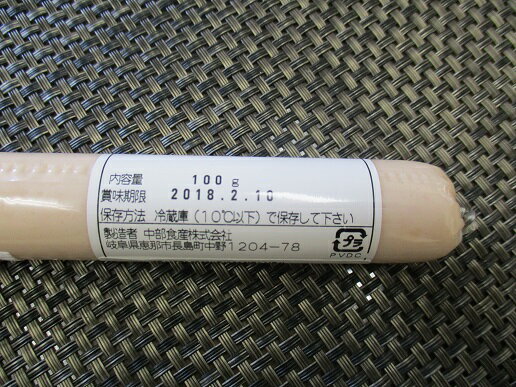 内容量 100g
賞味期限 2018.2.10
保存方法 冷蔵庫(10℃以下)で保存して下さい
製造者 中部食産株式会社
岐阜県恵那市長島町中野1204-78
プラ
PVDC